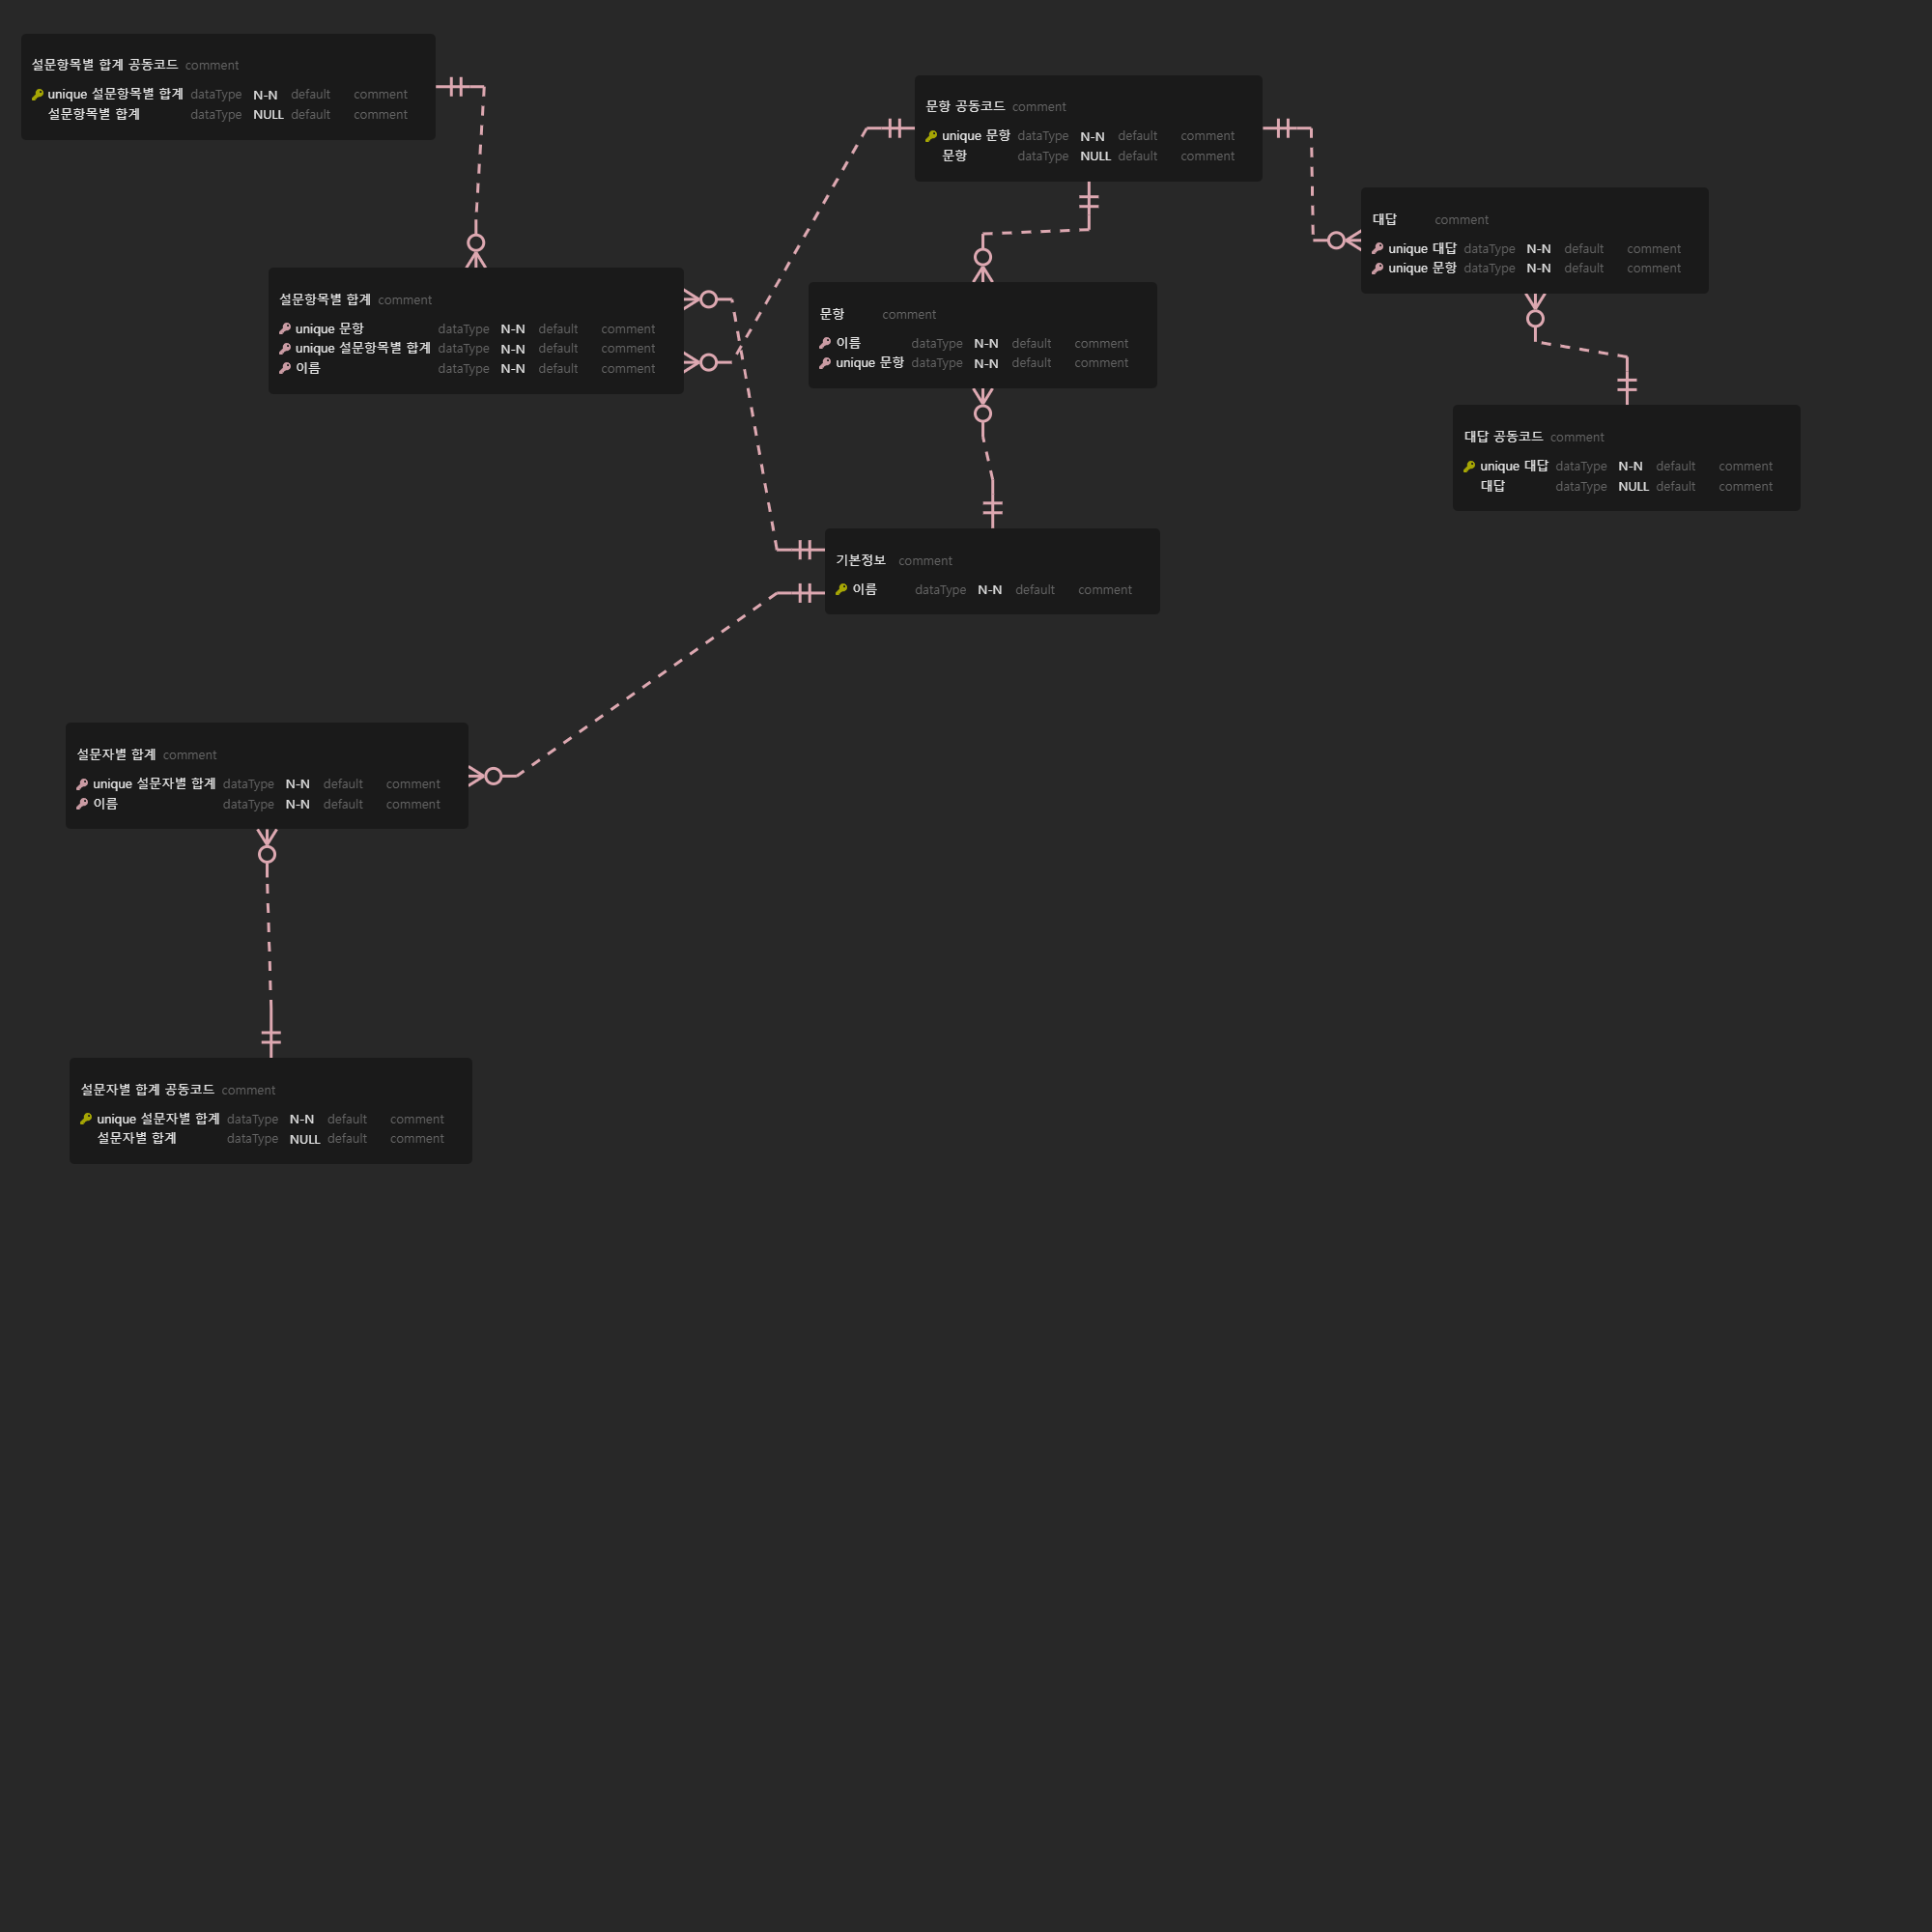 설문항목별 합계 공동코드 comment
unique 설문항목별 합계 dataType N-N default comment
설문항목별 합계 dataType NULL default comment
문항 공동코드 comment
unique 문항 dataType N-N default comment
문항 dataType NULL default comment
대답 comment
unique 대답 dataType N-N default comment
unique 문항 dataType N-N default comment
설문항목별 합계 comment
unique 문항 dataType N-N default comment
unique 설문항목별 합계 dataType N-N default comment
이름 dataType N-N default comment
문항 comment
이름 dataType N-N default comment
unique 문항 dataType N-N default comment
대답 공동코드 comment
unique 대답 dataType N-N default comment
대답 dataType NULL default comment
기본정보 comment
이름 dataType N-N default comment
설문자별 합계 comment
unique 설문자별 합계 dataType N-N default comment
이름 dataType N-N default comment
설문자별 합계 공동코드 comment
unique 설문자별 합계 dataType N-N default comment
설문자별 합계 dataType NULL default comment